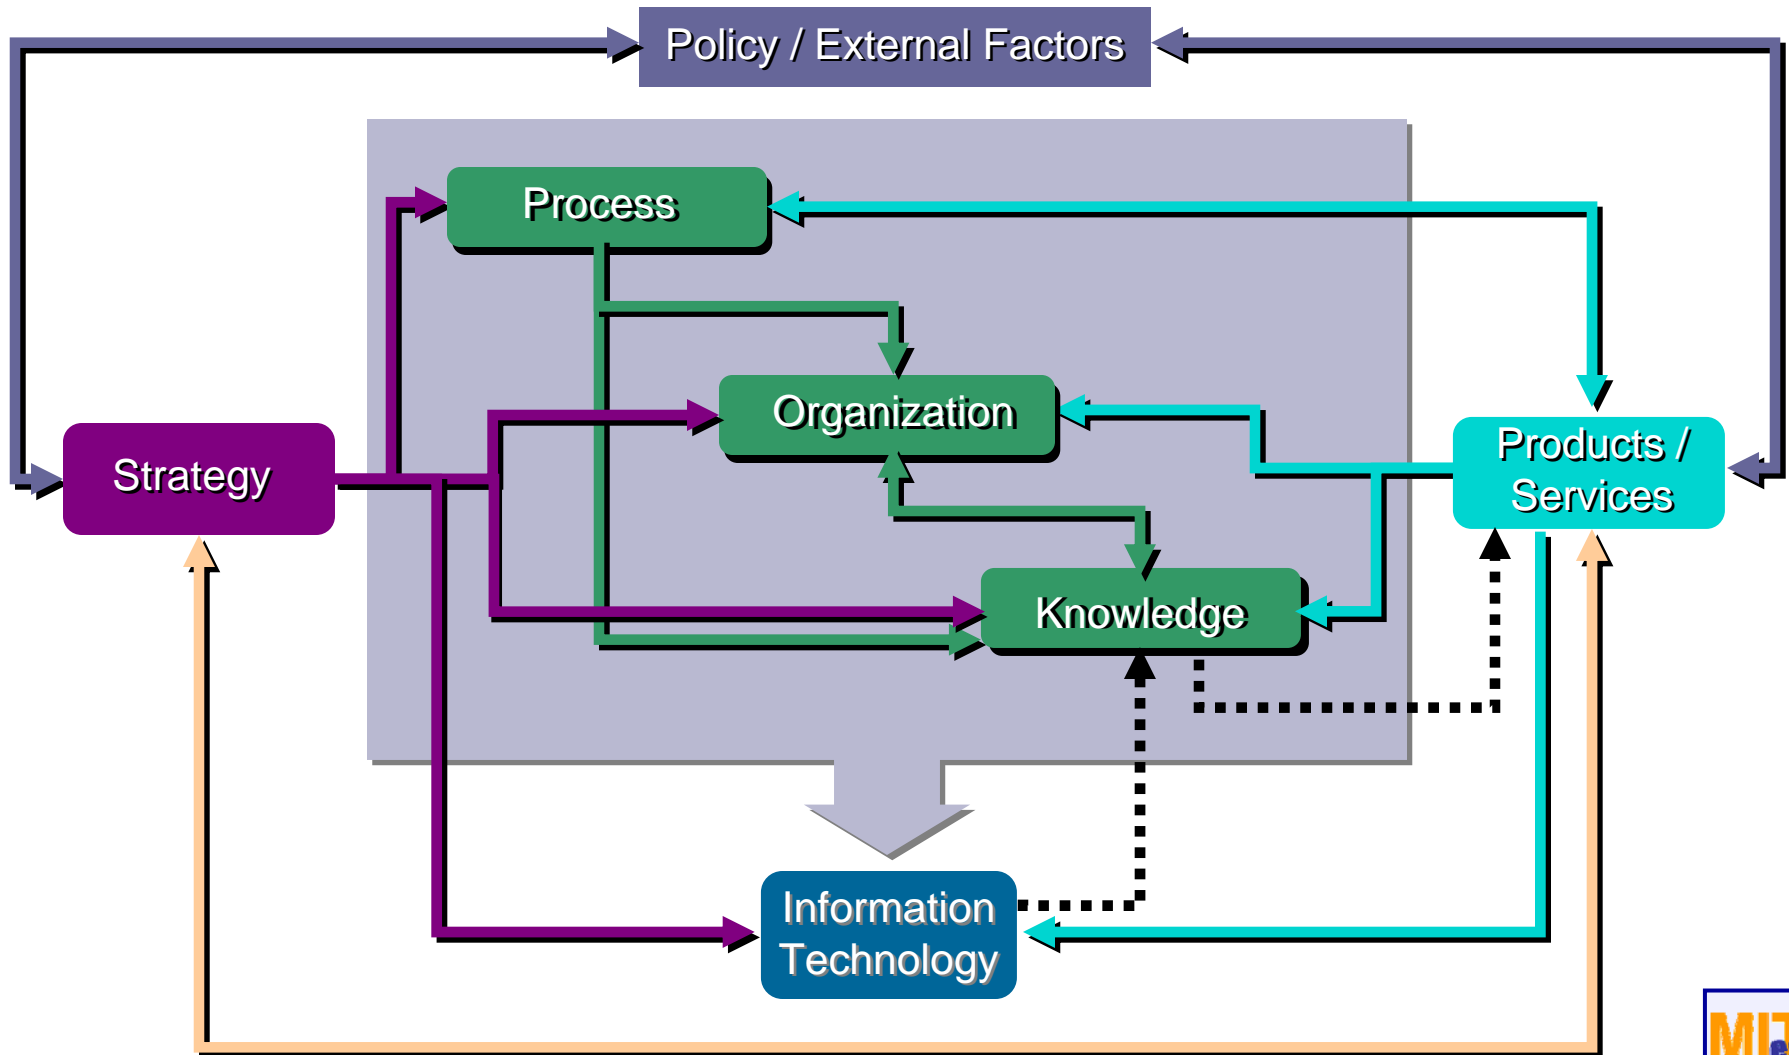 Policy / External Factors
Process
Organization
Strategy
Products /
Services
Knowledge
Information
Technology